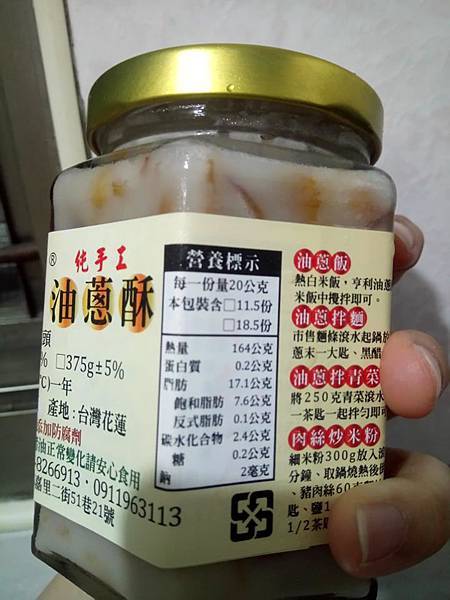 ® 純手工
油蔥酥
頭
% □375g±5%
℃)一年
產地:台灣花蓮
添加防腐劑
油正常變化請安心食用
8266913‧0911963113
里二街51巷21號
營養標示
每一份量20公克
本包裝含□11.5份
□18.5份
熱量 164公克
蛋白質 0.2公克
脂肪 17.1公克
飽和脂肪 7.6公克
反式脂肪 0.1公克
碳水化合物 2.4公克
糖 0.2公克
鈉 2毫克
油蔥飯
熱白米飯，亨利油蔥
米飯中攪拌即可。
油蔥拌麵
市售麵條滾水起鍋放
蔥末一大匙、黑醋
油蔥拌青菜
將250克青菜滾水
一茶匙一起拌勻即可
肉絲炒米粉
細米粉300g放入滾
分鐘、取鍋燒熱後
、豬肉絲60克
匙、鹽1
1/2茶匙